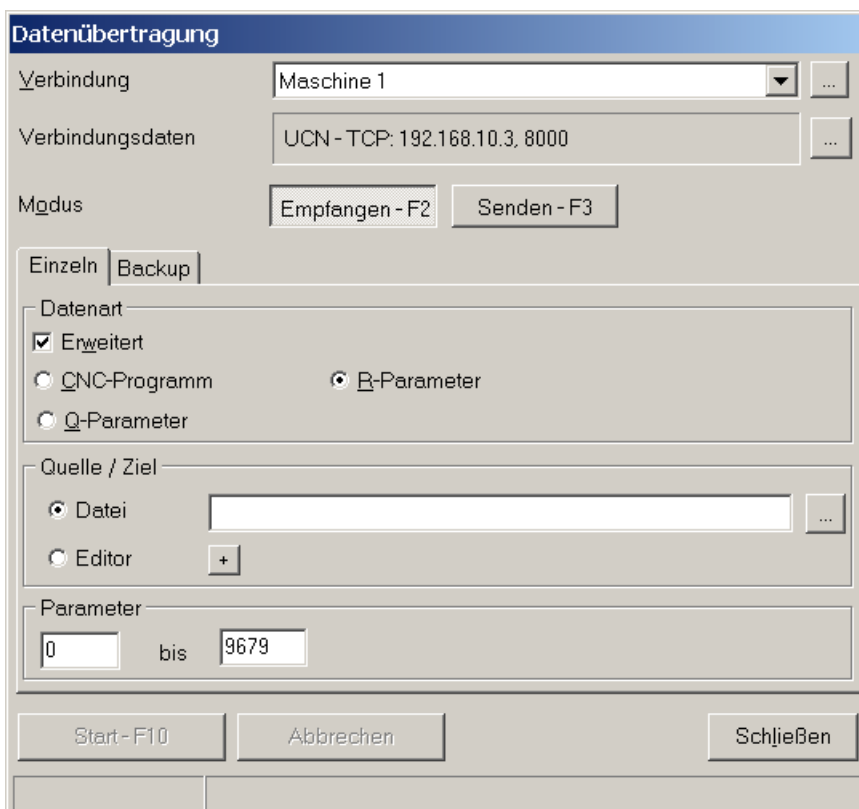 Datenübertragung
Verbindung Maschine 1 ...
Verbindungsdaten UCN - TCP: 192.168.10.3, 8000 ...
Modus Empfangen - F2 Senden - F3
Einzeln Backup
Datenart
Erweitert
CNC-Programm R-Parameter
Q-Parameter
Quelle / Ziel
Datei ...
Editor +
Parameter
0 bis 9679
Start - F10 Abbrechen Schließen